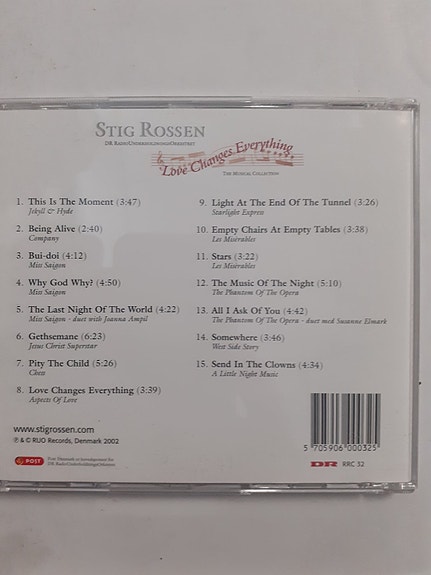 STIG ROSSEN
DR RADIOUNDERHOLDNINGSORKESTRET
Love Changes Everything
THE MUSICAL COLLECTION
1. This Is The Moment (3:47)
Jekyll & Hyde
2. Being Alive (2:40)
Company
3. Bui-doi (4:12)
Miss Saigon
4. Why God Why? (4:50)
Miss Saigon
5. The Last Night Of The World (4:22)
Miss Saigon - duet with Joanna Ampil
6. Gethsemane (6:23)
Jesus Christ Superstar
7. Pity The Child (5:26)
Chess
8. Love Changes Everything (3:39)
Aspects Of Love
9. Light At The End Of The Tunnel (3:26)
Starlight Express
10. Empty Chairs At Empty Tables (3:38)
Les Misérables
11. Stars (3:22)
Les Misérables
12. The Music Of The Night (5:10)
The Phantom Of The Opera
13. All I Ask Of You (4:42)
The Phantom Of The Opera - duet med Susanne Elmark
14. Somewhere (3:46)
West Side Story
15. Send In The Clowns (4:34)
A Little Night Music
www.stigrossen.com
℗ & © RUO Records, Denmark 2002
POST
Post Danmark er hovedsponsor for
DR RadioUnderholdningsOrkestret
5 705906 000325
DR RRC 32